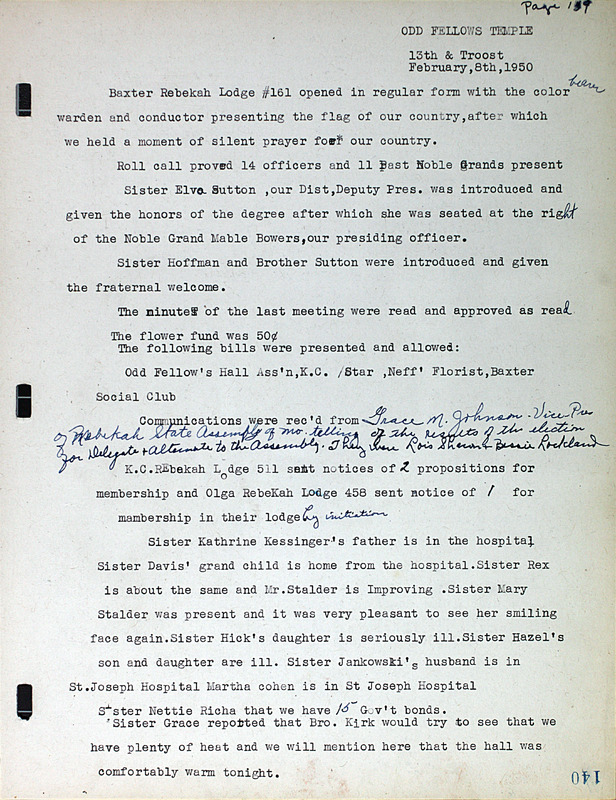 Page 139
ODD FELLOWS TEMPLE
13th & Troost
February,8th,1950
Baxter Rebekah Lodge #161 opened in regular form with the color bearer
warden and conductor presenting the flag of our country,after which
we held a moment of silent prayer for our country.
Roll call proved 14 officers and 11 Past Noble Grands present
Sister Elva Sutton ,our Dist,Deputy Pres. was introduced and
given the honors of the degree after which she was seated at the right
of the Noble Grand Mable Bowers,our presiding officer.
Sister Hoffman and Brother Sutton were introduced and given
the fraternal welcome.
The minutes of the last meeting were read and approved as read
The flower fund was 50¢
The following bills were presented and allowed:
Odd Fellow's Hall Ass'n,K.C. /Star ,Neff' Florist,Baxter
Social Club
Communications were rec'd from Grace M. Johnson - Vice-Pres
of Rebekah State Assembly of mo. telling of the results of the election
for Delegate & Alternate to the Assembly. They were Lois Shewn & Bessie Lockland
K.C.REbekah Lodge 511 sent notices of 2 propositions for
membership and Olga RebeKah Lodge 458 sent notice of 1 for
mambership in their lodge by initiation
Sister Kathrine Kessinger's father is in the hospital
Sister Davis' grand child is home from the hospital.Sister Rex
is about the same and Mr.Stalder is Improving .Sister Mary
Stalder was present and it was very pleasant to see her smiling
face again.Sister Hick's daughter is seriously ill.Sister Hazel's
son and daughter are ill. Sister Jankowski's husband is in
St.Joseph Hospital Martha cohen is in St Joseph Hospital
Sister Nettie Richa that we have 15 Gov't bonds.
'Sister Grace reported that Bro. Kirk would try to see that we
have plenty of heat and we will mention here that the hall was
comfortably warm tonight.
140